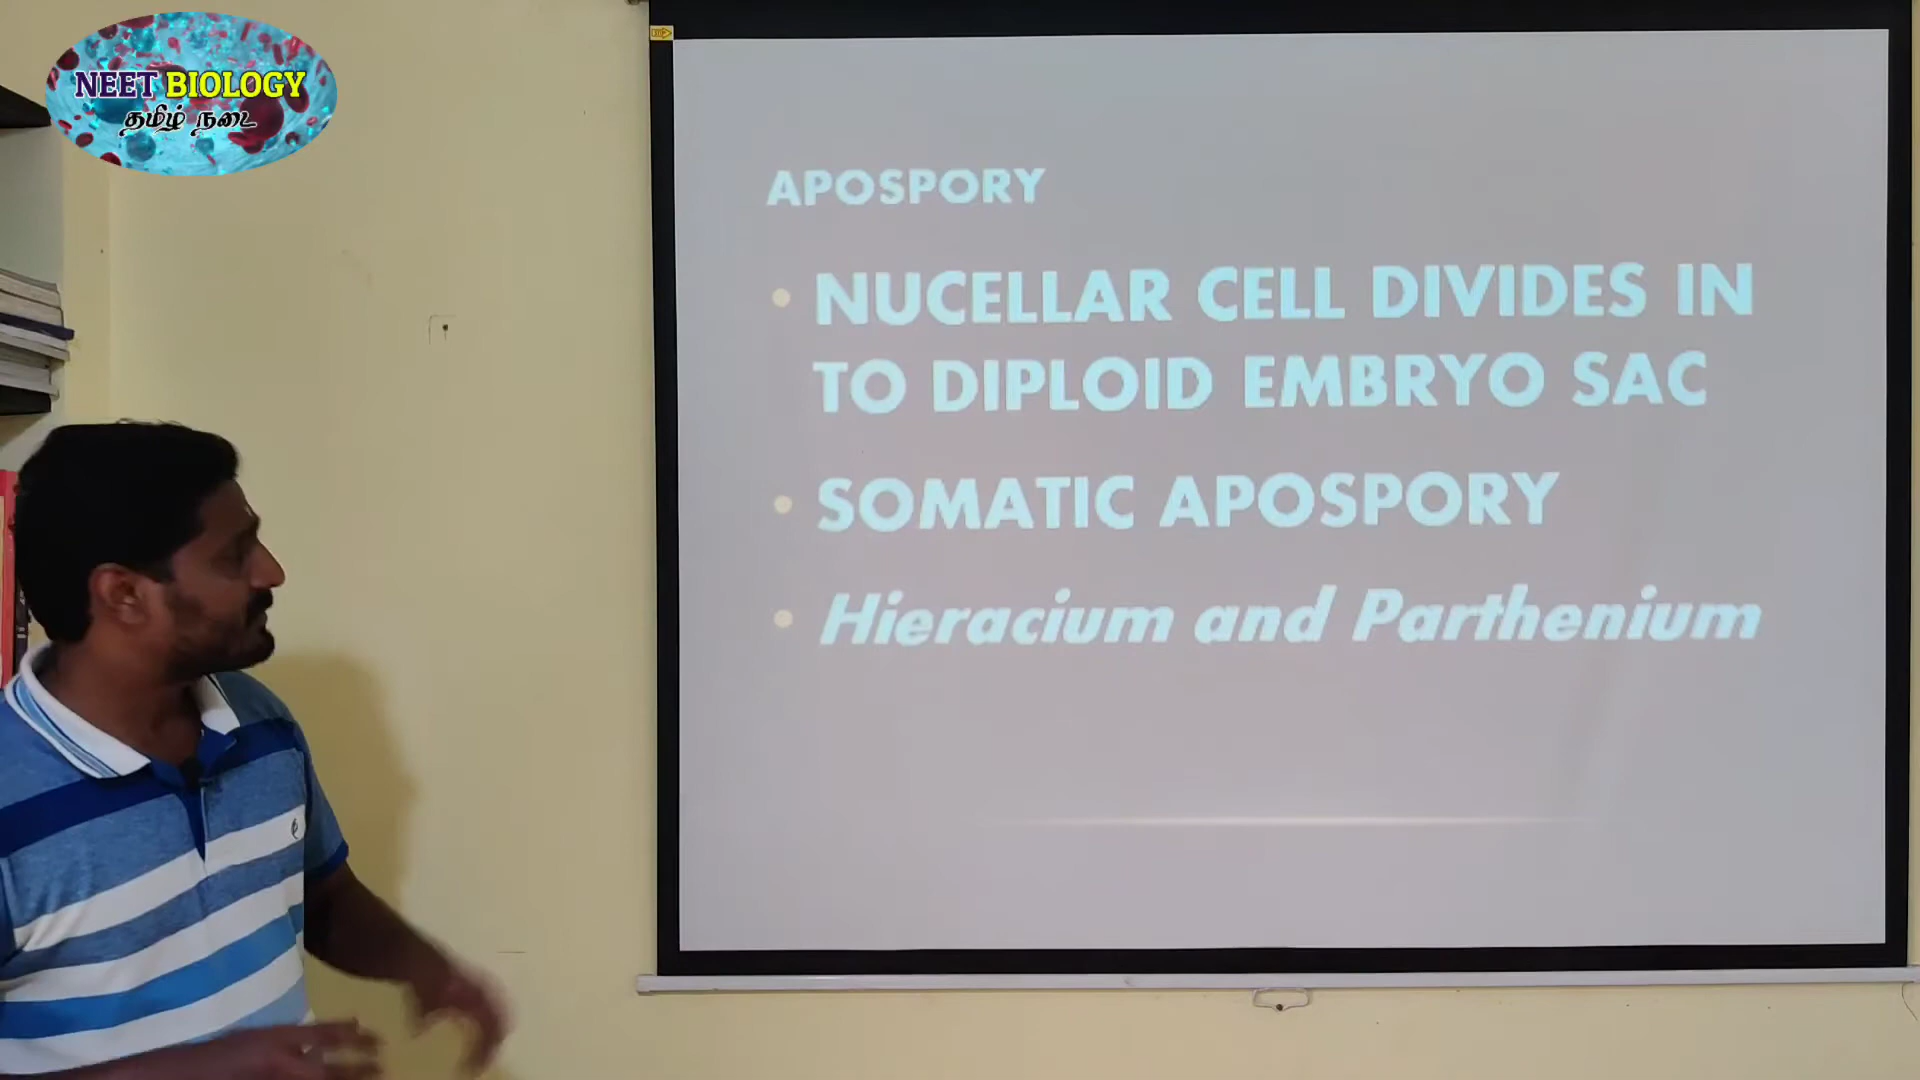 NEET BIOLOGY
தமிழ் நடை
APOSPORY
• NUCELLAR CELL DIVIDES IN
TO DIPLOID EMBRYO SAC
• SOMATIC APOSPORY
• Hieracium and Parthenium